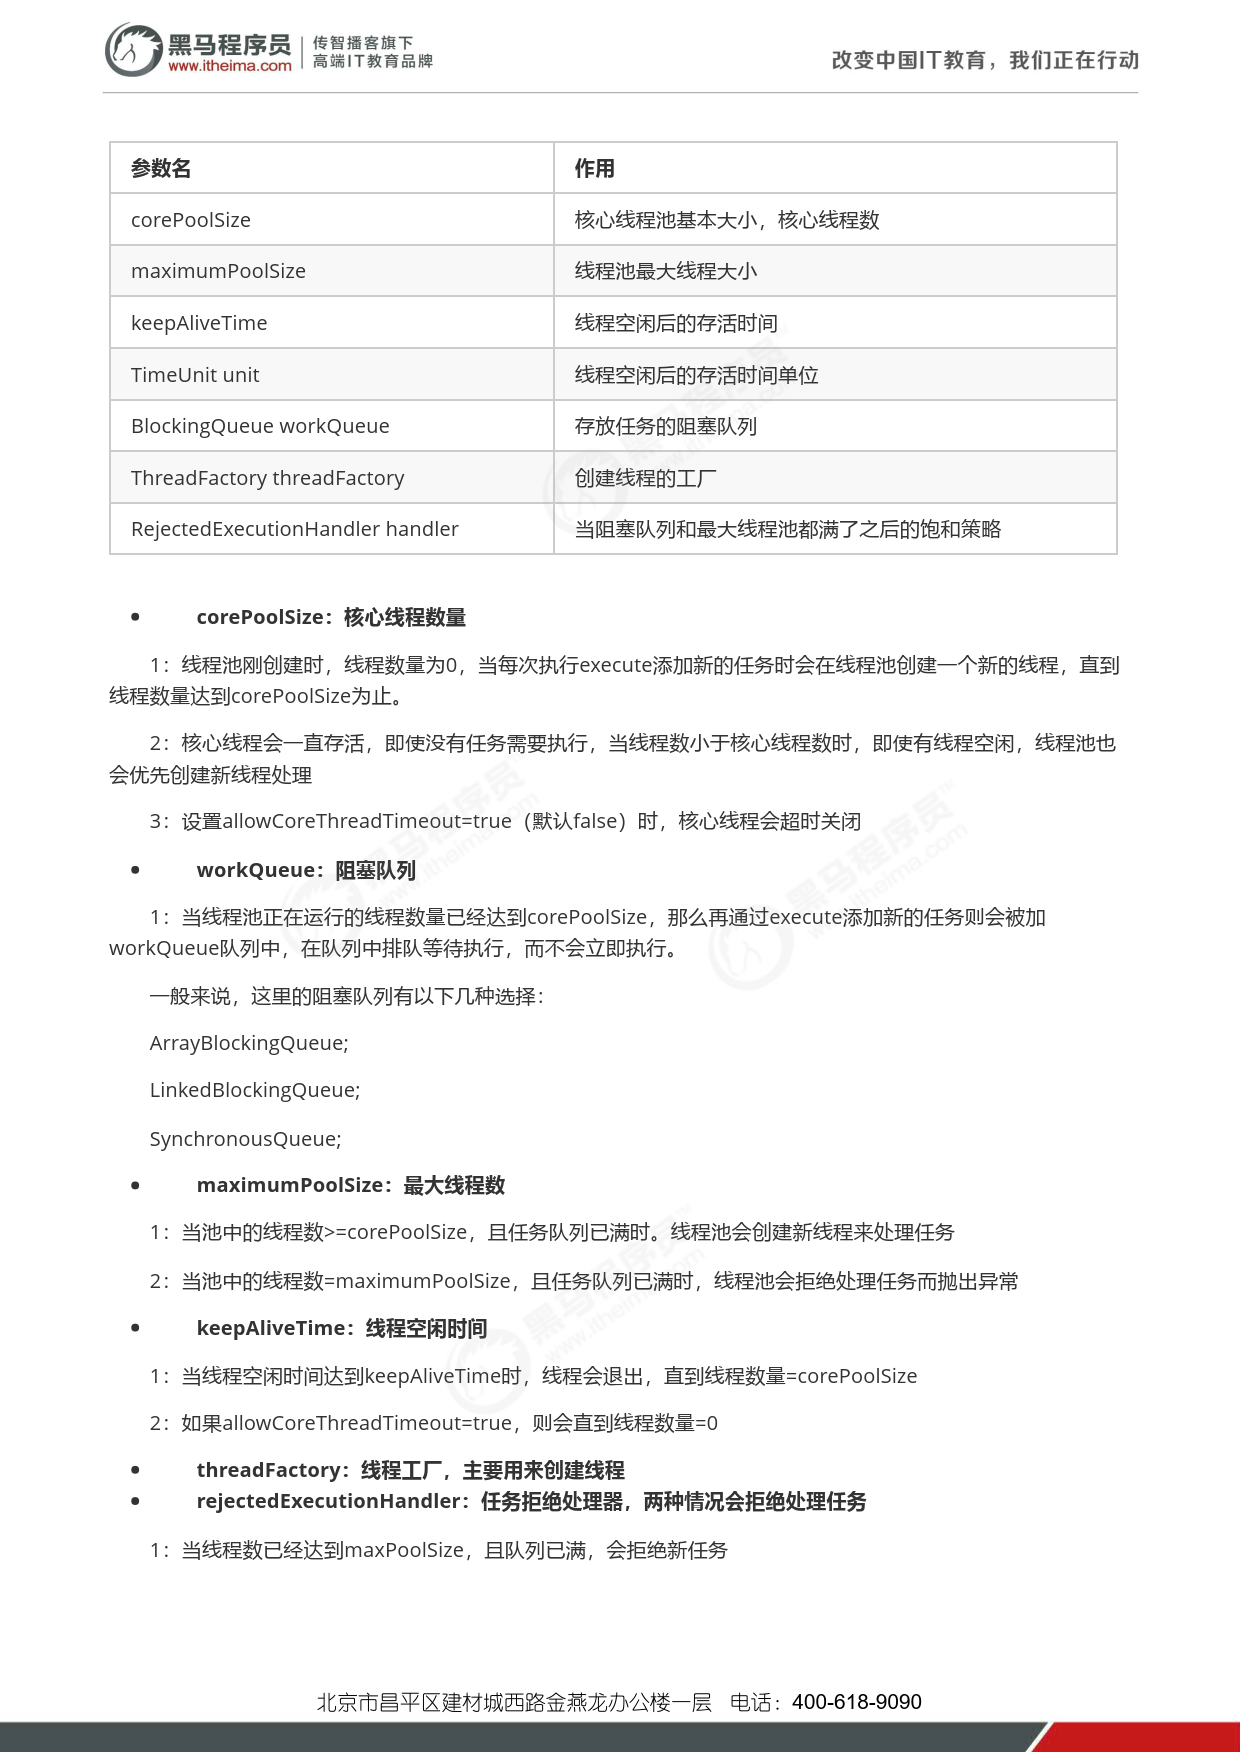 黑马程序员
www.itheima.com
传智播客旗下
高端IT教育品牌
改变中国IT教育，我们正在行动
参数名 作用
corePoolSize 核心线程池基本大小，核心线程数
maximumPoolSize 线程池最大线程大小
keepAliveTime 线程空闲后的存活时间
TimeUnit unit 线程空闲后的存活时间单位
BlockingQueue workQueue 存放任务的阻塞队列
ThreadFactory threadFactory 创建线程的工厂
RejectedExecutionHandler handler 当阻塞队列和最大线程池都满了之后的饱和策略
• corePoolSize：核心线程数量
1：线程池刚创建时，线程数量为0，当每次执行execute添加新的任务时会在线程池创建一个新的线程，直到
线程数量达到corePoolSize为止。
2：核心线程会一直存活，即使没有任务需要执行，当线程数小于核心线程数时，即使有线程空闲，线程池也
会优先创建新线程处理
3：设置allowCoreThreadTimeout=true（默认false）时，核心线程会超时关闭
• workQueue：阻塞队列
1：当线程池正在运行的线程数量已经达到corePoolSize，那么再通过execute添加新的任务则会被加
workQueue队列中，在队列中排队等待执行，而不会立即执行。
一般来说，这里的阻塞队列有以下几种选择：
ArrayBlockingQueue;
LinkedBlockingQueue;
SynchronousQueue;
• maximumPoolSize：最大线程数
1：当池中的线程数>=corePoolSize，且任务队列已满时。线程池会创建新线程来处理任务
2：当池中的线程数=maximumPoolSize，且任务队列已满时，线程池会拒绝处理任务而抛出异常
• keepAliveTime：线程空闲时间
1：当线程空闲时间达到keepAliveTime时，线程会退出，直到线程数量=corePoolSize
2：如果allowCoreThreadTimeout=true，则会直到线程数量=0
• threadFactory：线程工厂，主要用来创建线程
• rejectedExecutionHandler：任务拒绝处理器，两种情况会拒绝处理任务
1：当线程数已经达到maxPoolSize，且队列已满，会拒绝新任务
北京市昌平区建材城西路金燕龙办公楼一层 电话：400-618-9090